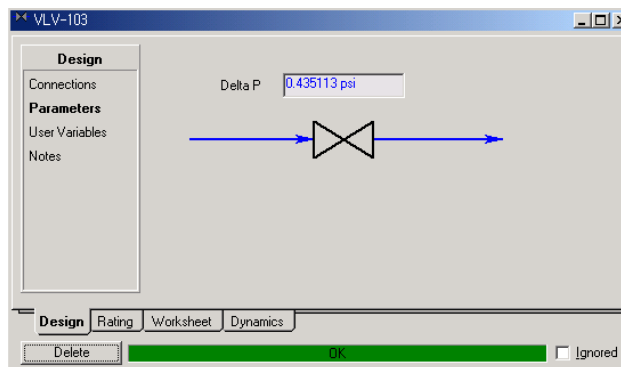 VLV-103
Design
Connections
Parameters
User Variables
Notes
Delta P 0.435113 psi
Design Rating Worksheet Dynamics
Delete OK Ignored